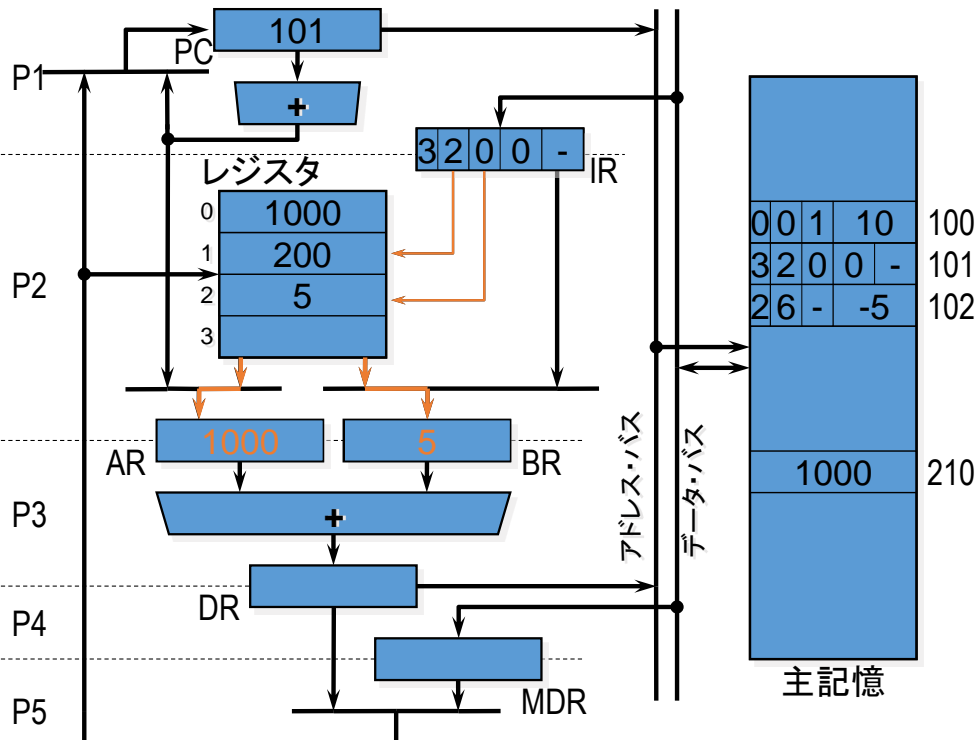 101
PC
P1
+
3 2 0 0 -
IR
レジスタ
0 1000
1 200
2 5
3
P2
0 0 1 10 100
3 2 0 0 - 101
2 6 - -5 102
1000 5
AR BR
1000 210
P3
+
アドレス・バス
データ・バス
DR
P4
主記憶
MDR
P5